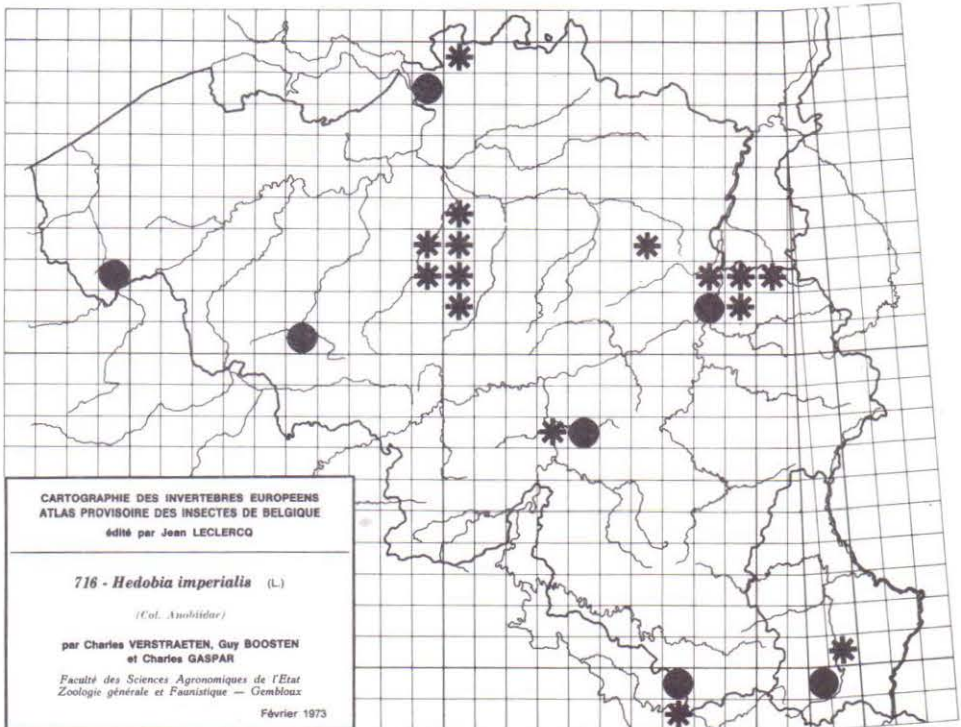 CARTOGRAPHIE DES INVERTEBRES EUROPEENS
ATLAS PROVISOIRE DES INSECTES DE BELGIQUE
édité par Jean LECLERCQ
716 - Hedobia imperialis (L.)
(Col. Anobiidae)
par Charles VERSTRAETEN, Guy BOOSTEN
et Charles GASPAR
Faculté des Sciences Agronomiques de l'Etat
Zoologie générale et Faunistique — Gembloux
Février 1973